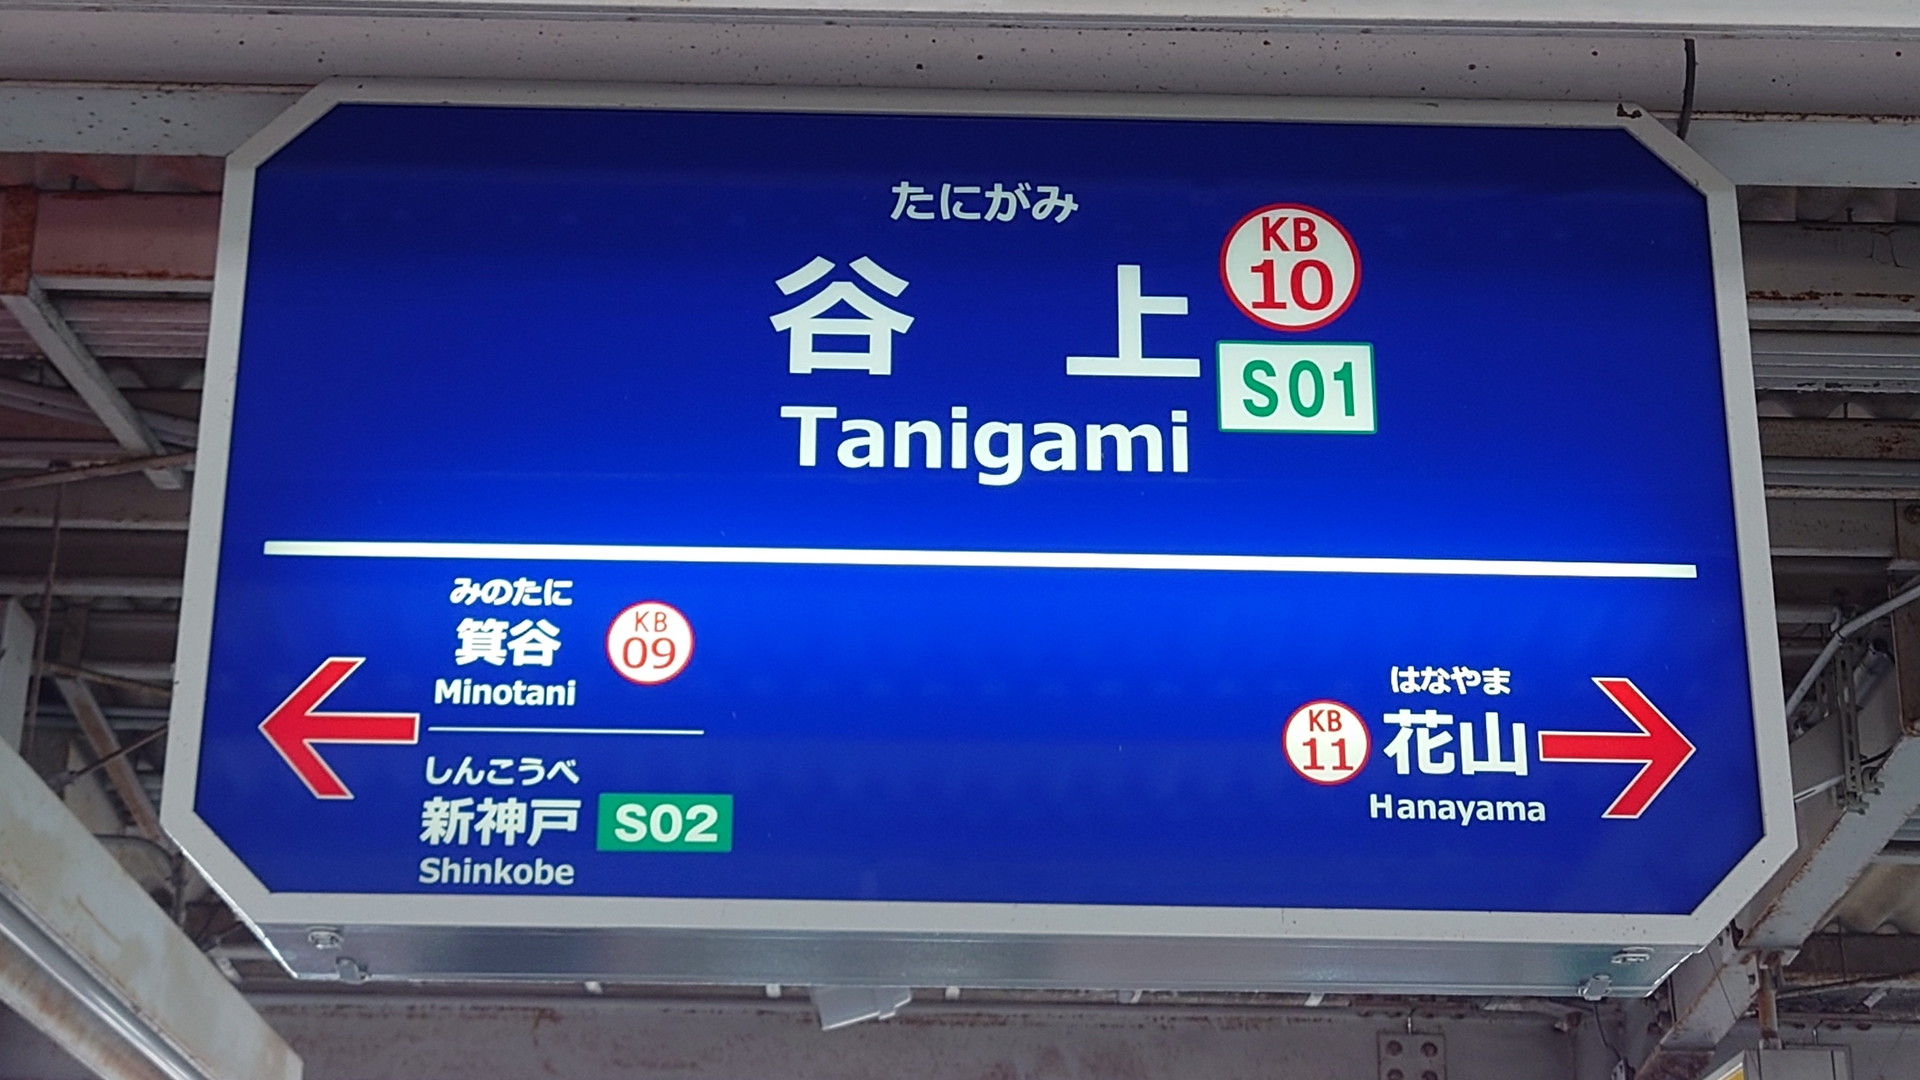 たにがみ
谷上
KB
10
S01
Tanigami
みのたに
箕谷
KB
09
Minotani
しんこうべ
新神戸
S02
Shinkobe
はなやま
KB
11
花山
Hanayama